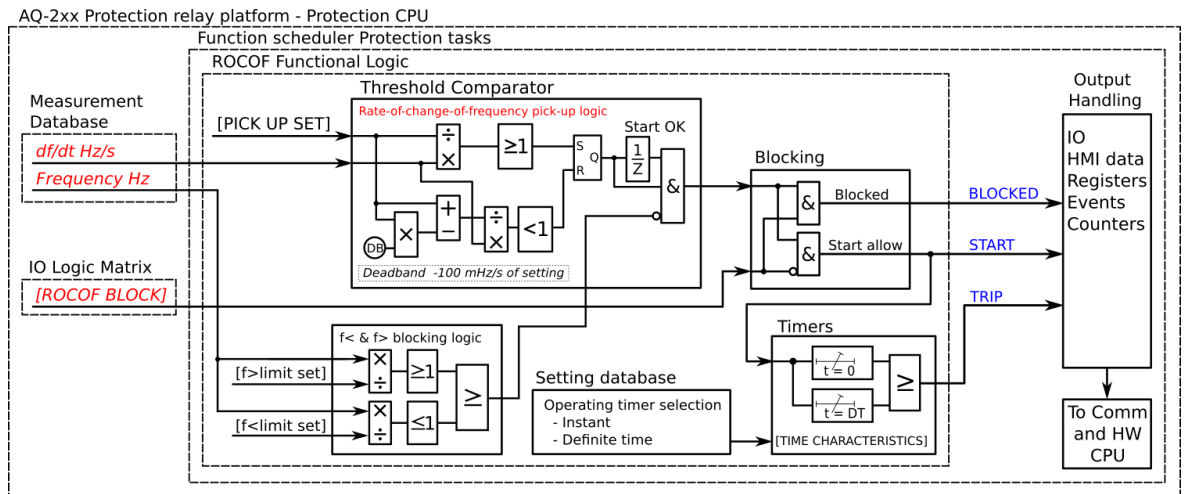 AQ-2xx Protection relay platform - Protection CPU
Function scheduler Protection tasks
ROCOF Functional Logic
Measurement
Database
df/dt Hz/s
Frequency Hz
IO Logic Matrix
[ROCOF BLOCK]
[PICK UP SET]
Threshold Comparator
Rate-of-change-of-frequency pick-up logic
÷
×
≥1
S
R
Q
Start OK
1
Z
&
DB
×
+
−
÷
×
<1
Deadband -100 mHz/s of setting
Blocking
&
Blocked
&
Start allow
BLOCKED
START
TRIP
Output
Handling
IO
HMI data
Registers
Events
Counters
To Comm
and HW
CPU
f< & f> blocking logic
×
÷
≥1
×
÷
≤1
≥
[f>limit set]
[f<limit set]
Setting database
Operating timer selection
- Instant
- Definite time
Timers
t = 0
t = DT
≥
[TIME CHARACTERISTICS]